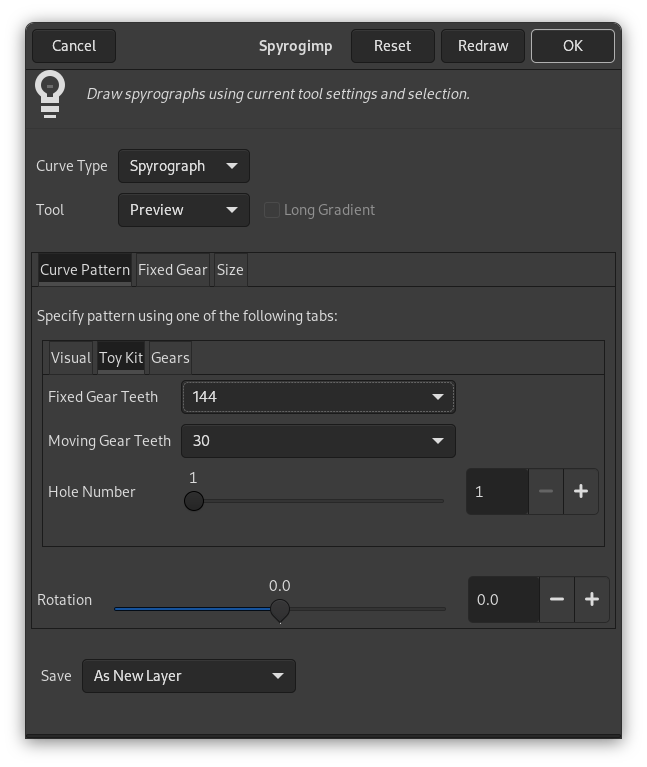 Cancel Spyrogimp Reset Redraw OK
Draw spyrographs using current tool settings and selection.
Curve Type Spyrograph
Tool Preview Long Gradient
Curve Pattern Fixed Gear Size
Specify pattern using one of the following tabs:
Visual Toy Kit Gears
Fixed Gear Teeth 144
Moving Gear Teeth 30
1
Hole Number 1
0.0
Rotation 0.0
Save As New Layer